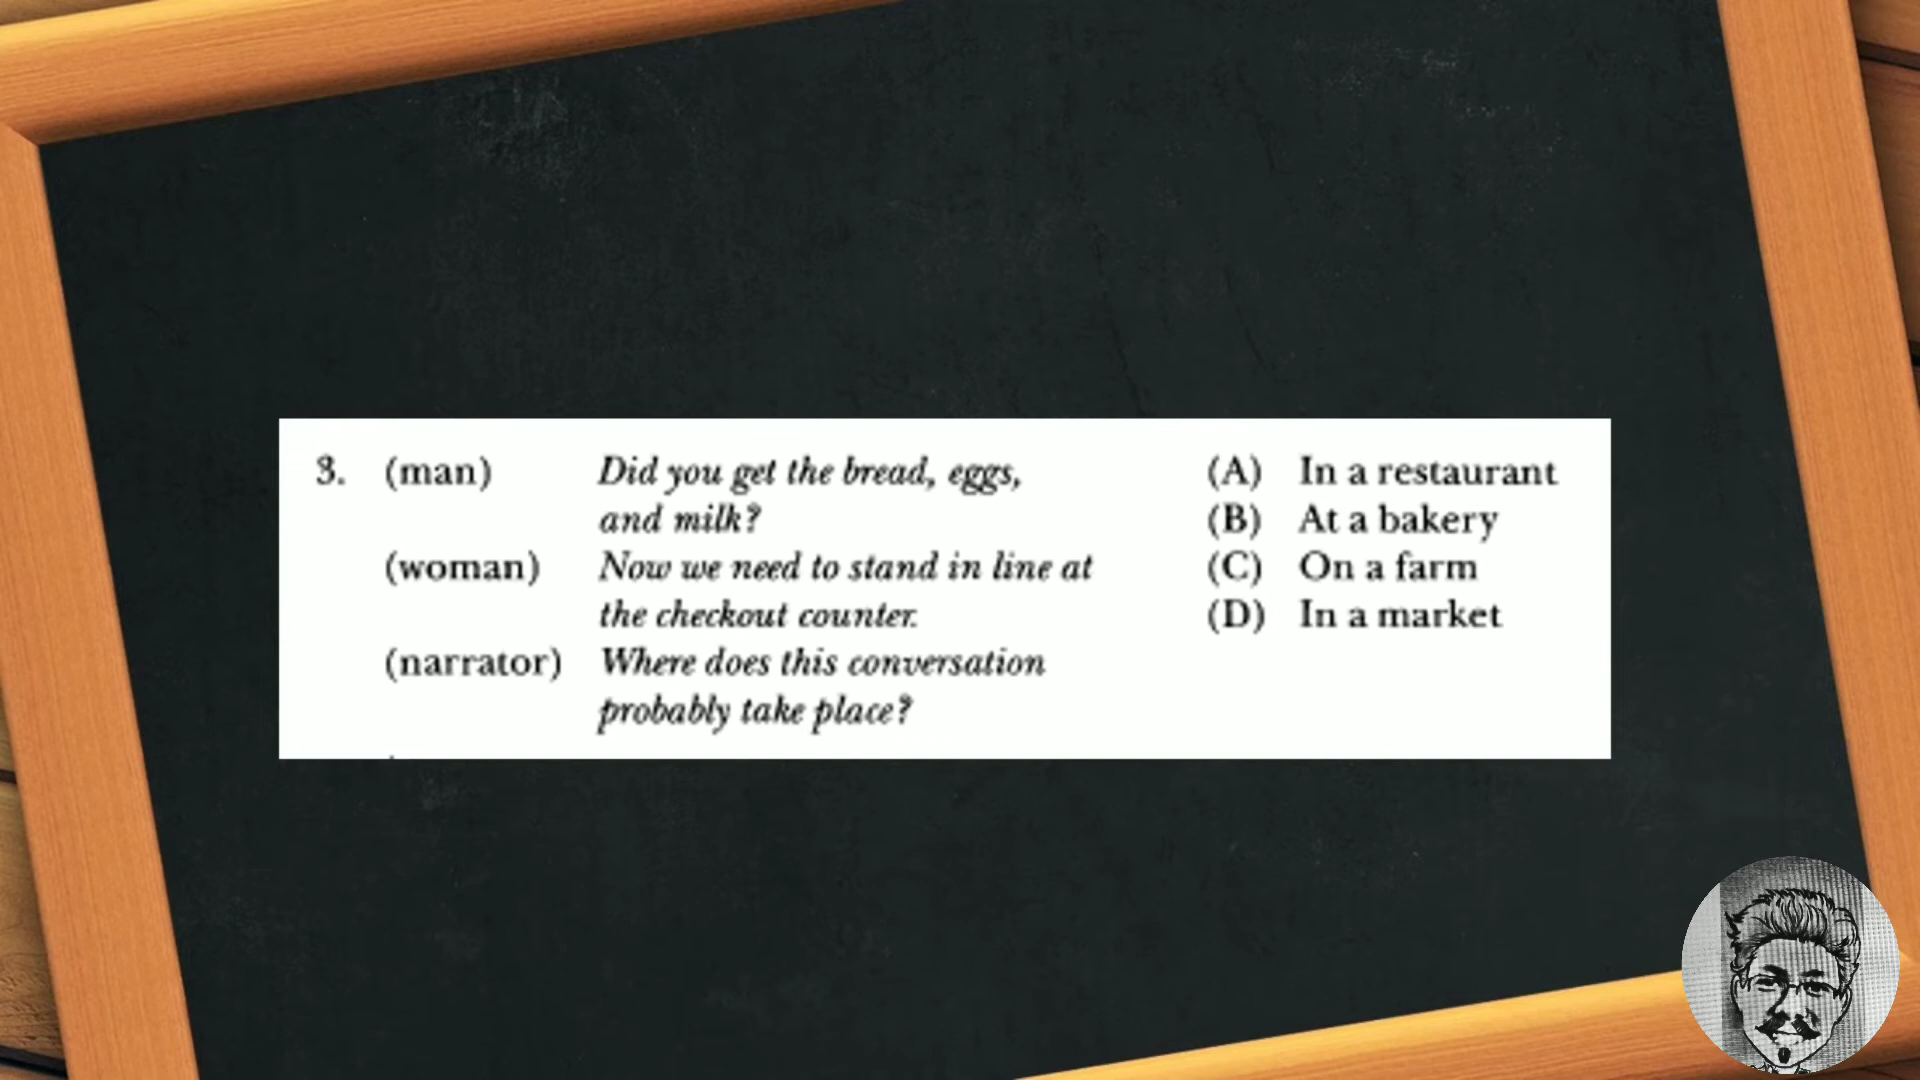 3. (man) Did you get the bread, eggs, (A) In a restaurant
and milk? (B) At a bakery
(woman) Now we need to stand in line at (C) On a farm
the checkout counter. (D) In a market
(narrator) Where does this conversation
probably take place?